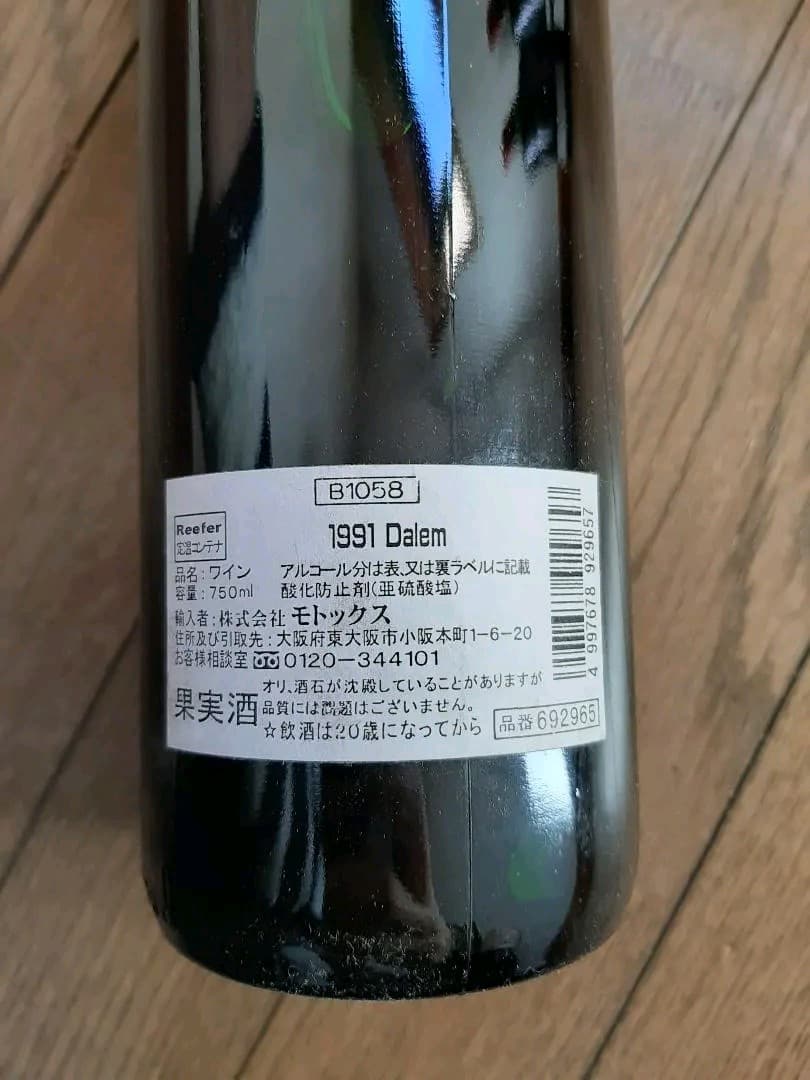 B1058
Reefer
定温コンテナ
1991 Dalem
品名:ワイン
アルコール分は表、又は裏ラベルに記載
容量:750ml
酸化防止剤(亜硫酸塩)
輸入者:株式会社 モトックス
住所及び引取先:大阪府東大阪市小阪本町1-6-20
お客様相談室 0120-344101
果実酒
オリ、酒石が沈殿していることがありますが
品質には問題はございません。
☆飲酒は20歳になってから
品番692965
4 997678 929657